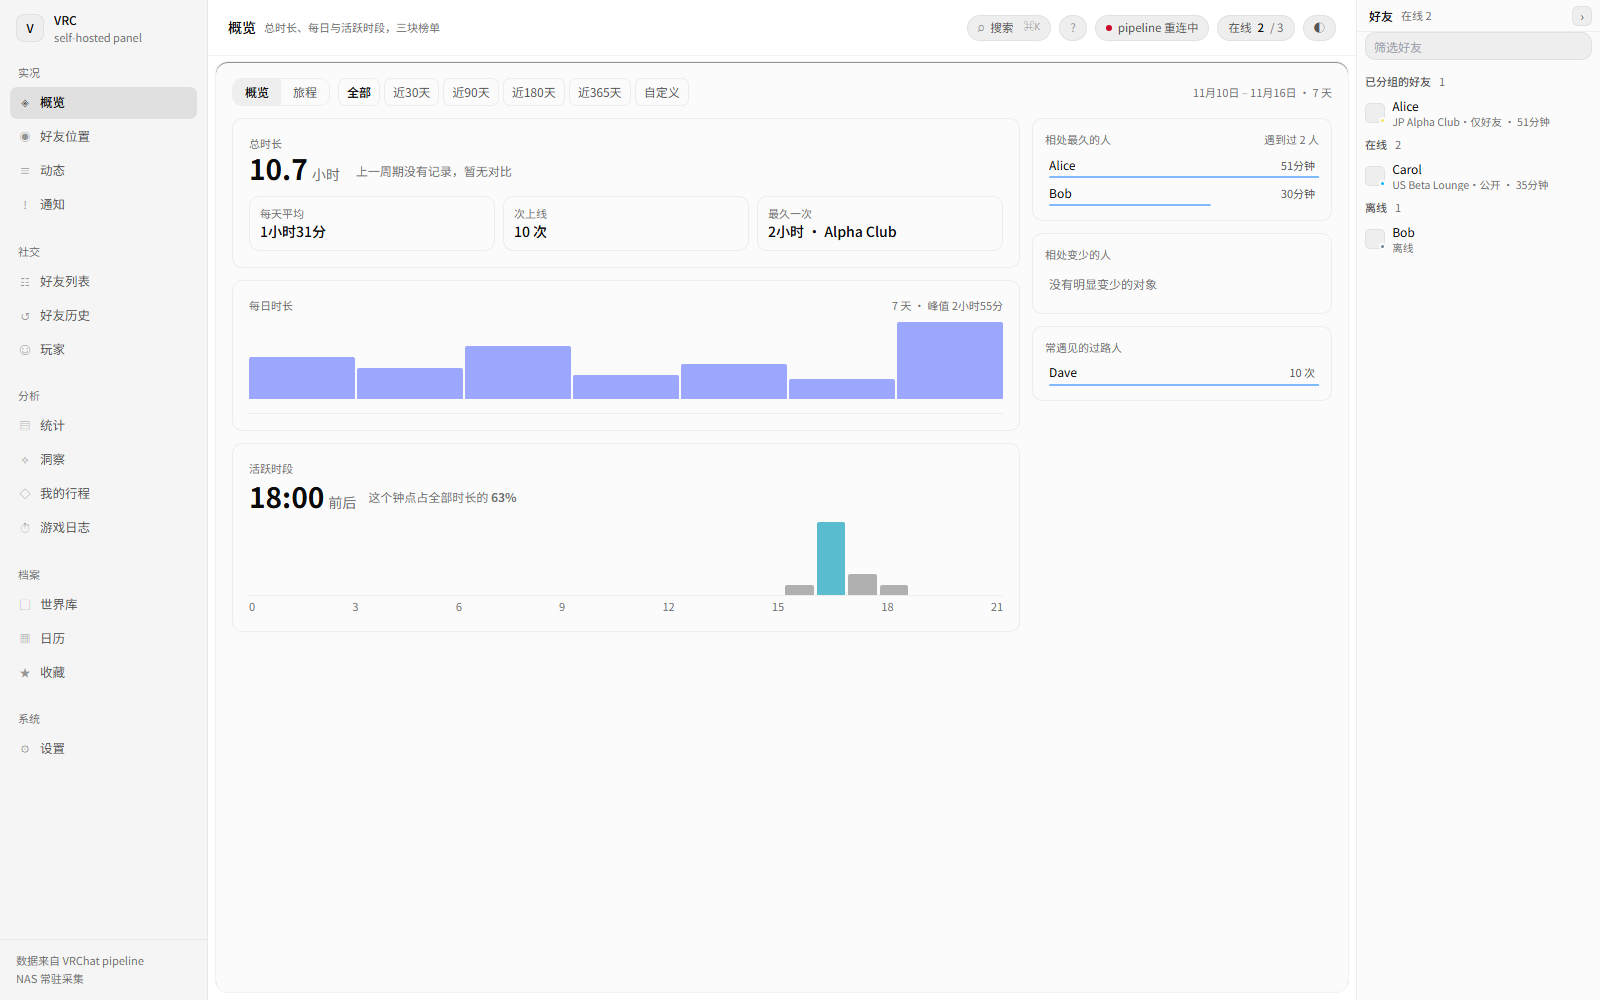 V
VRC
self-hosted panel
实况
概览
好友位置
动态
通知
社交
好友列表
好友历史
玩家
分析
统计
洞察
我的行程
游戏日志
档案
世界库
日历
收藏
系统
设置
数据来自 VRChat pipeline
NAS 常驻采集
概览 总时长、每日与活跃时段，三块榜单
搜索 ⌘K
?
pipeline 重连中
在线 2 / 3
概览 旅程 全部 近30天 近90天 近180天 近365天 自定义
11月10日 – 11月16日 · 7 天
总时长
10.7 小时 上一周期没有记录，暂无对比
每天平均
1小时31分
次上线
10 次
最久一次
2小时 · Alpha Club
每日时长
7 天 · 峰值 2小时55分
活跃时段
18:00 前后 这个钟点占全部时长的 63%
0 3 6 9 12 15 18 21
相处最久的人 遇到过 2 人
Alice 51分钟
Bob 30分钟
相处变少的人
没有明显变少的对象
常遇见的过路人
Dave 10 次
好友 在线 2
›
筛选好友
已分组的好友 1
Alice
JP Alpha Club · 仅好友 · 51分钟
在线 2
Carol
US Beta Lounge · 公开 · 35分钟
离线 1
Bob
离线